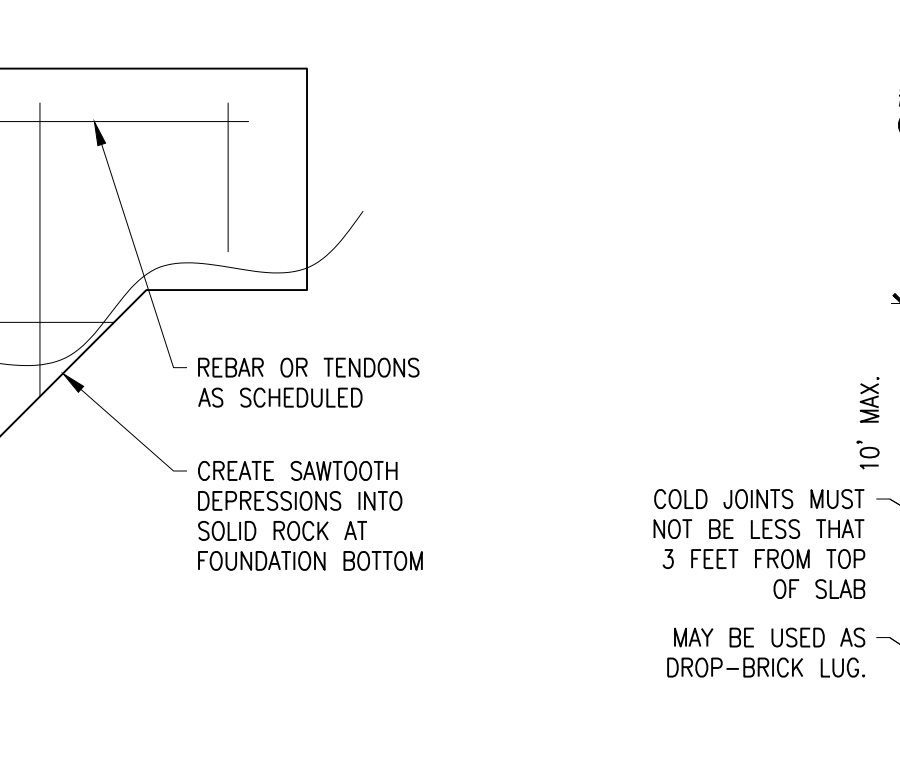 REBAR OR TENDONS
AS SCHEDULED
CREATE SAWTOOTH
DEPRESSIONS INTO
SOLID ROCK AT
FOUNDATION BOTTOM
10' MAX.
COLD JOINTS MUST
NOT BE LESS THAT
3 FEET FROM TOP
OF SLAB
MAY BE USED AS
DROP-BRICK LUG.